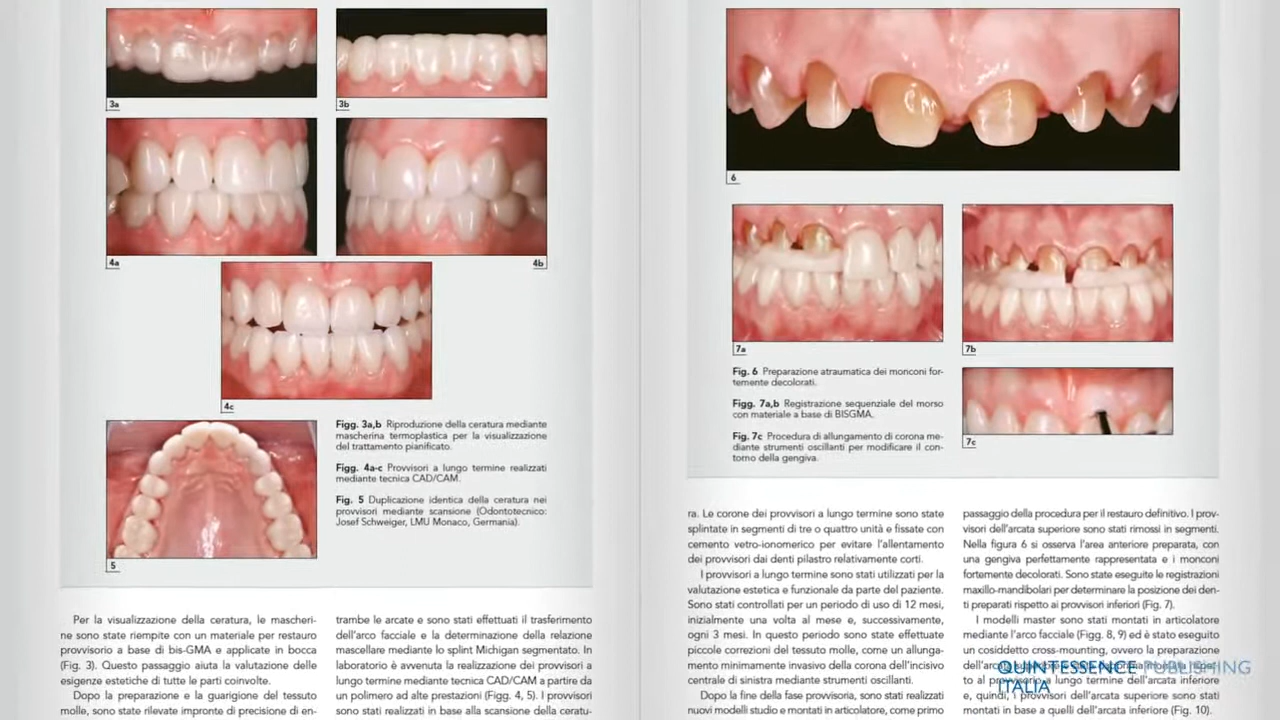 3a
3b
4a
4b
4c
5
Figg. 3a,b Riproduzione della ceratura mediante
mascherina termoplastica per la visualizzazione
del trattamento pianificato.
Figg. 4a-c Provvisori a lungo termine realizzati
mediante tecnica CAD/CAM.
Fig. 5 Duplicazione identica della ceratura nei
provvisori mediante scansione (Odontotecnico:
Josef Schweiger, LMU Monaco, Germania).
Per la visualizzazione della ceratura, le mascheri-
ne sono state riempite con un materiale per restauro
provvisorio a base di bis-GMA e applicate in bocca
(Fig. 3). Questo passaggio aiuta la valutazione delle
esigenze estetiche di tutte le parti coinvolte.
Dopo la preparazione e la guarigione del tessuto
molle, sono state rilevate impronte di precisione di en-
trambe le arcate e sono stati effettuati il trasferimento
dell'arco facciale e la determinazione della relazione
mascellare mediante lo splint Michigan segmentato. In
laboratorio è avvenuta la realizzazione dei provvisori a
lungo termine mediante tecnica CAD/CAM a partire da
un polimero ad alte prestazioni (Figg. 4, 5). I provvisori
sono stati realizzati in base alla scansione della ceratu-
6
7a
7b
Fig. 6 Preparazione atraumatica dei monconi for-
temente decolorati.
Figg. 7a,b Registrazione sequenziale del morso
con materiale a base di BISGMA.
Fig. 7c Procedura di allungamento di corona me-
diante strumenti oscillanti per modificare il con-
torno della gengiva.
7c
ra. Le corone dei provvisori a lungo termine sono state
splintate in segmenti di tre o quattro unità e fissate con
cemento vetro-ionomerico per evitare l'allentamento
dei provvisori dai denti pilastro relativamente corti.
I provvisori a lungo termine sono stati utilizzati per la
valutazione estetica e funzionale da parte del paziente.
Sono stati controllati per un periodo di uso di 12 mesi,
inizialmente una volta al mese e, successivamente,
ogni 3 mesi. In questo periodo sono state effettuate
piccole correzioni del tessuto molle, come un allunga-
mento minimamente invasivo della corona dell'incisivo
centrale di sinistra mediante strumenti oscillanti.
Dopo la fine della fase provvisoria, sono stati realizzati
nuovi modelli studio e montati in articolatore, come primo
passaggio della procedura per il restauro definitivo. I prov-
visori dell'arcata superiore sono stati rimossi in segmenti.
Nella figura 6 si osserva l'area anteriore preparata, con
una gengiva perfettamente rappresentata e i monconi
fortemente decolorati. Sono state eseguite le registrazioni
maxillo-mandibolari per determinare la posizione dei den-
ti preparati rispetto ai provvisori inferiori (Fig. 7).
I modelli master sono stati montati in articolatore
mediante l'arco facciale (Figg. 8, 9) ed è stato eseguito
un cosiddetto cross-mounting, ovvero la preparazione
dell'arcata superiore
to al provvisorio a lungo termine dell'arcata inferiore
e, quindi, i provvisori dell'arcata superiore sono stati
montati in base a quelli dell'arcata inferiore (Fig. 10).
QUINTESSENCE PUBLISHING
ITALIA